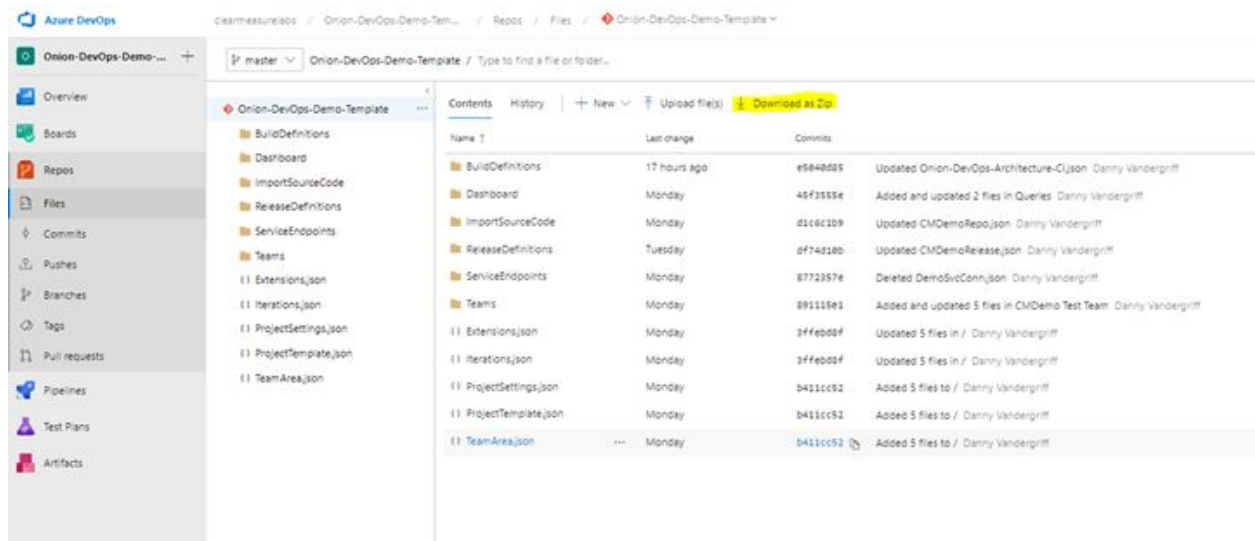 Azure DevOps
clearmeasurelabs / Onion-DevOps-Demo-Tem... / Repos / Files / Onion-DevOps-Demo-Template
Onion-DevOps-Demo-... +
master Onion-DevOps-Demo-Template / Type to find a file or folder...
Overview
Boards
Repos
Files
Commits
Pushes
Branches
Tags
Pull requests
Pipelines
Test Plans
Artifacts
Onion-DevOps-Demo-Template ...
BuildDefinitions
Dashboard
ImportSourceCode
ReleaseDefinitions
ServiceEndpoints
Teams
Extensions.json
Iterations.json
ProjectSettings.json
ProjectTemplate.json
TeamArea.json
Contents History + New Upload file(s) Download as Zip
Name ↑ Last change Commits
BuildDefinitions 17 hours ago e5040d85 Updated Onion-DevOps-Architecture-CI.json Danny Vandergriff
Dashboard Monday 45f3555e Added and updated 2 files in Queries Danny Vandergriff
ImportSourceCode Monday d1c6c1b9 Updated CMDemoRepo.json Danny Vandergriff
ReleaseDefinitions Tuesday df74d10b Updated CMDemoRelease.json Danny Vandergriff
ServiceEndpoints Monday 8772357e Deleted DemoSvcConn.json Danny Vandergriff
Teams Monday 891115e1 Added and updated 5 files in CMDemo Test Team Danny Vandergriff
Extensions.json Monday 3ffebd8f Updated 5 files in / Danny Vandergriff
Iterations.json Monday 3ffebd8f Updated 5 files in / Danny Vandergriff
ProjectSettings.json Monday b411cc52 Added 5 files to / Danny Vandergriff
ProjectTemplate.json Monday b411cc52 Added 5 files to / Danny Vandergriff
TeamArea.json ... Monday b411cc52 Added 5 files to / Danny Vandergriff